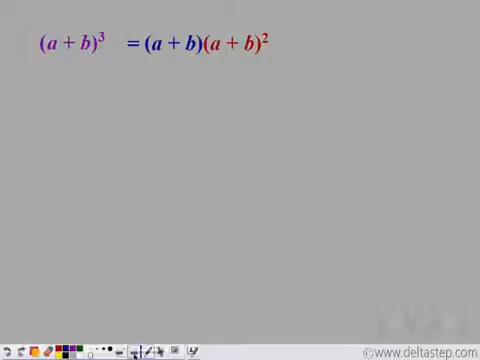 (a + b)³ = (a + b)(a + b)²
©www.deltastep.com